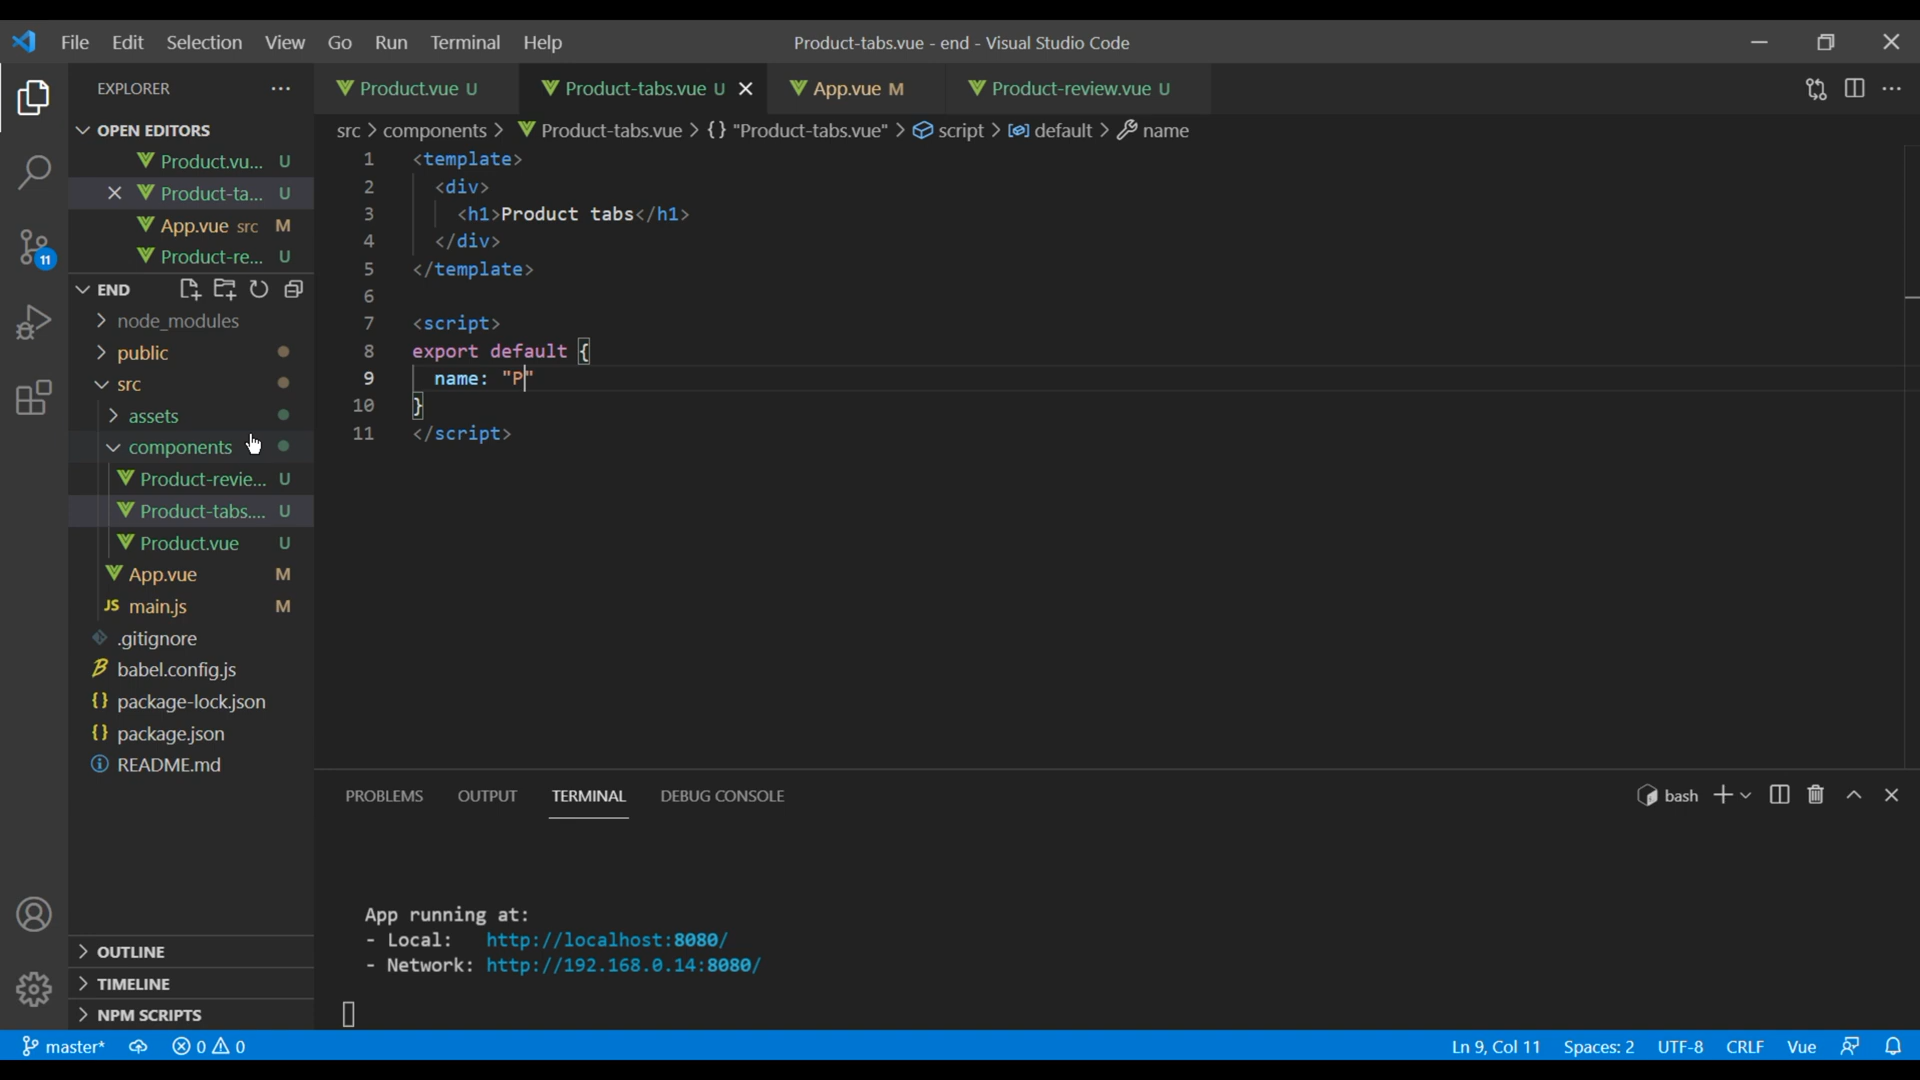 File Edit Selection View Go Run Terminal Help
Product-tabs.vue - end - Visual Studio Code
EXPLORER
OPEN EDITORS
Product.vu... U
Product-ta... U
App.vue src M
Product-re... U
END
node_modules
public
src
assets
components
Product-revie... U
Product-tabs.... U
Product.vue U
App.vue M
JS main.js M
.gitignore
babel.config.js
{} package-lock.json
{} package.json
README.md
OUTLINE
TIMELINE
NPM SCRIPTS
11
Product.vue U Product-tabs.vue U App.vue M Product-review.vue U
src > components > Product-tabs.vue > {} "Product-tabs.vue" > script > default > name
1 <template>
2 <div>
3 <h1>Product tabs</h1>
4 </div>
5 </template>
6
7 <script>
8 export default {
9 name: "P"
10 }
11 </script>
PROBLEMS OUTPUT TERMINAL DEBUG CONSOLE
bash
App running at:
- Local: http://localhost:8080/
- Network: http://192.168.0.14:8080/
master* 0 0
Ln 9, Col 11 Spaces: 2 UTF-8 CRLF Vue